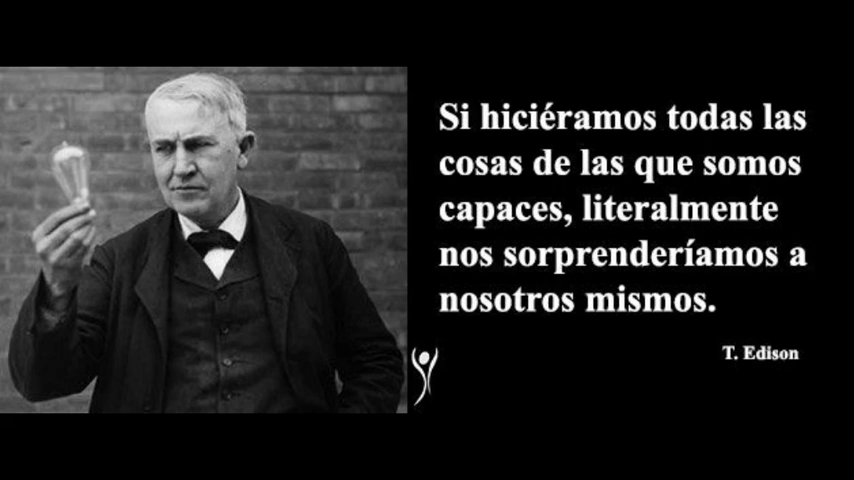 Si hiciéramos todas las
cosas de las que somos
capaces, literalmente
nos sorprenderíamos a
nosotros mismos.
T. Edison